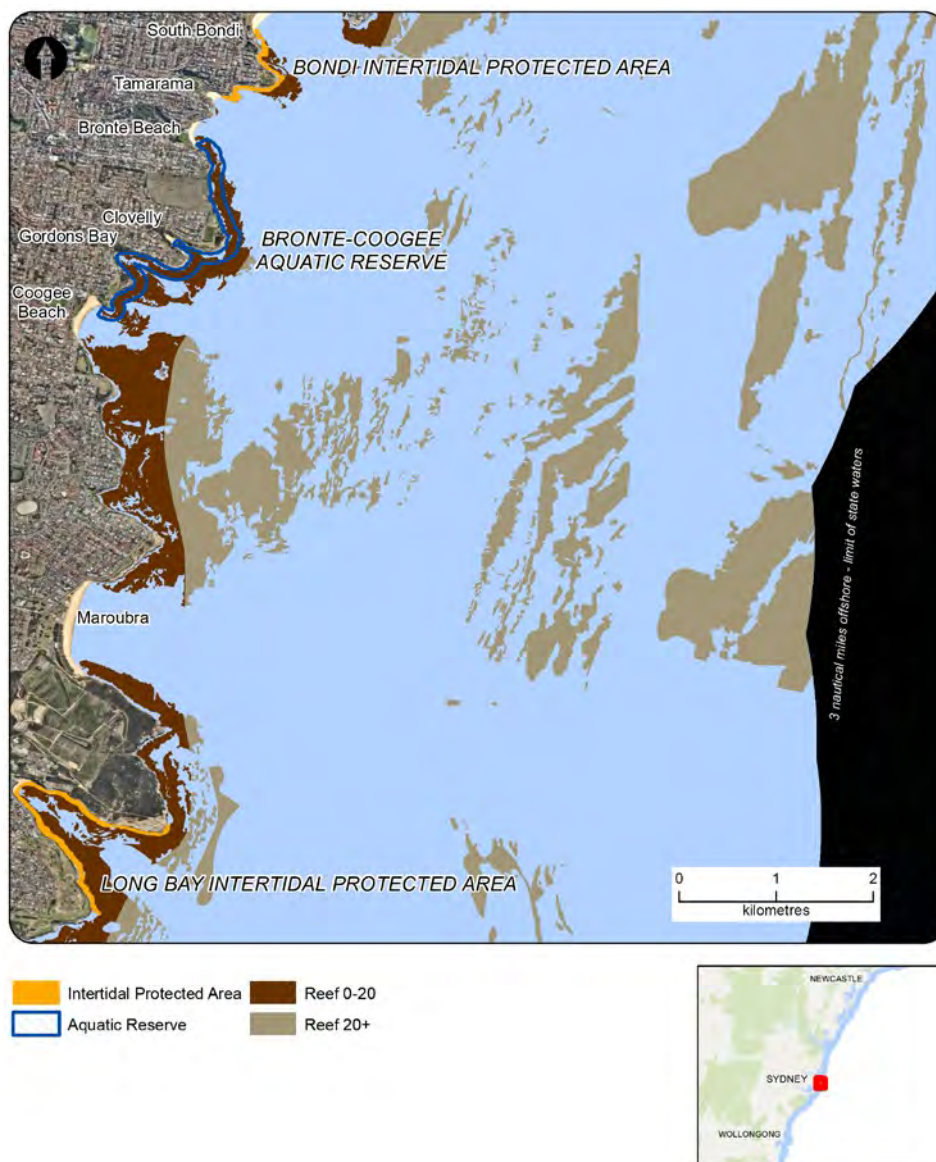 South Bondi
BONDI INTERTIDAL PROTECTED AREA
Tamarama
Bronte Beach
Clovelly
Gordons Bay
BRONTE-COOGEE
AQUATIC RESERVE
Coogee
Beach
3 nautical miles offshore - limit of state waters
Maroubra
LONG BAY INTERTIDAL PROTECTED AREA
0 1 2
kilometres
Intertidal Protected Area
Reef 0-20
Aquatic Reserve
Reef 20+
NEWCASTLE
SYDNEY
WOLLONGONG